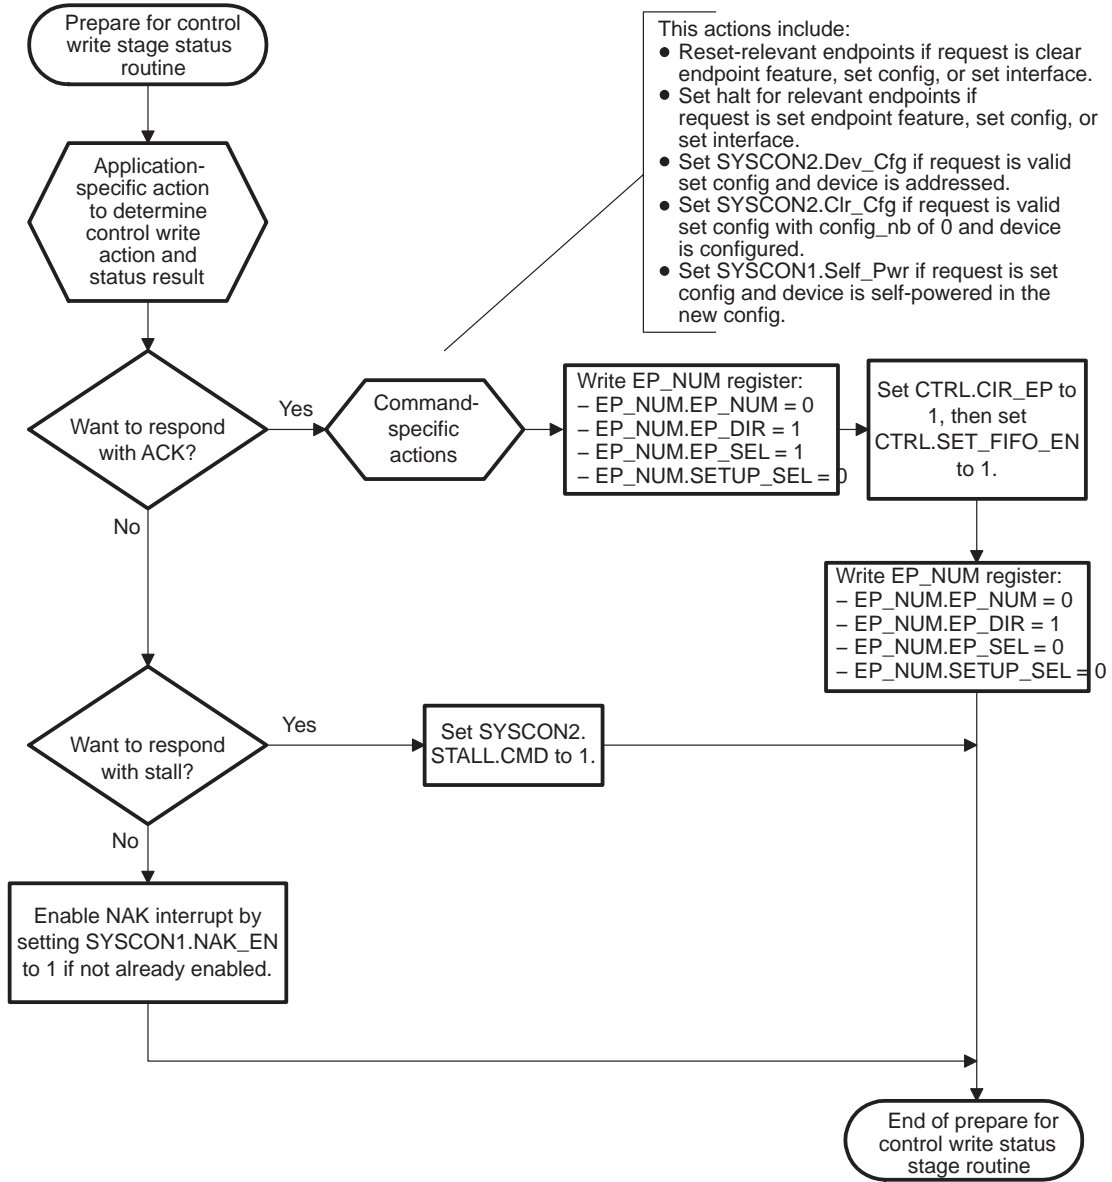 Prepare for control
write stage status
routine
This actions include:
● Reset-relevant endpoints if request is clear
endpoint feature, set config, or set interface.
● Set halt for relevant endpoints if
request is set endpoint feature, set config, or
set interface.
● Set SYSCON2.Dev_Cfg if request is valid
set config and device is addressed.
● Set SYSCON2.Clr_Cfg if request is valid
set config with config_nb of 0 and device
is configured.
● Set SYSCON1.Self_Pwr if request is set
config and device is self-powered in the
new config.
Application-
specific action
to determine
control write
action and
status result
Want to respond
with ACK?
Yes
No
Command-
specific
actions
Write EP_NUM register:
– EP_NUM.EP_NUM = 0
– EP_NUM.EP_DIR = 1
– EP_NUM.EP_SEL = 1
– EP_NUM.SETUP_SEL = 0
Set CTRL.CIR_EP to
1, then set
CTRL.SET_FIFO_EN
to 1.
Write EP_NUM register:
– EP_NUM.EP_NUM = 0
– EP_NUM.EP_DIR = 1
– EP_NUM.EP_SEL = 0
– EP_NUM.SETUP_SEL = 0
Want to respond
with stall?
Yes
No
Set SYSCON2.
STALL.CMD to 1.
Enable NAK interrupt by
setting SYSCON1.NAK_EN
to 1 if not already enabled.
End of prepare for
control write status
stage routine